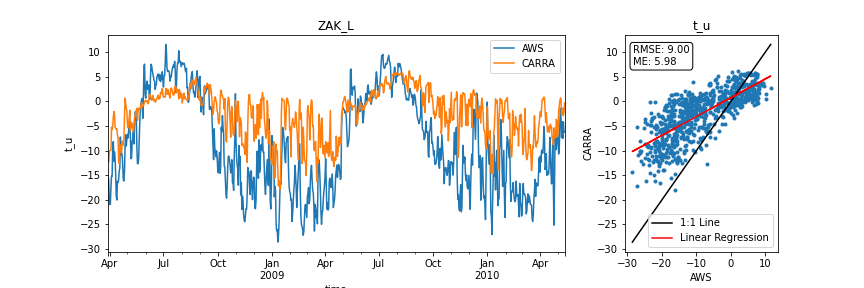 ZAK_L
t_u
10
5
0
−5
−10
−15
−20
−25
−30
t_u
AWS
CARRA
Apr
Jul
Oct
Jan
2009
Apr
Jul
Oct
Jan
2010
Apr
time
RMSE: 9.00
ME: 5.98
10
5
0
−5
−10
−15
−20
−25
−30
CARRA
1:1 Line
Linear Regression
−30
−20
−10
0
10
AWS